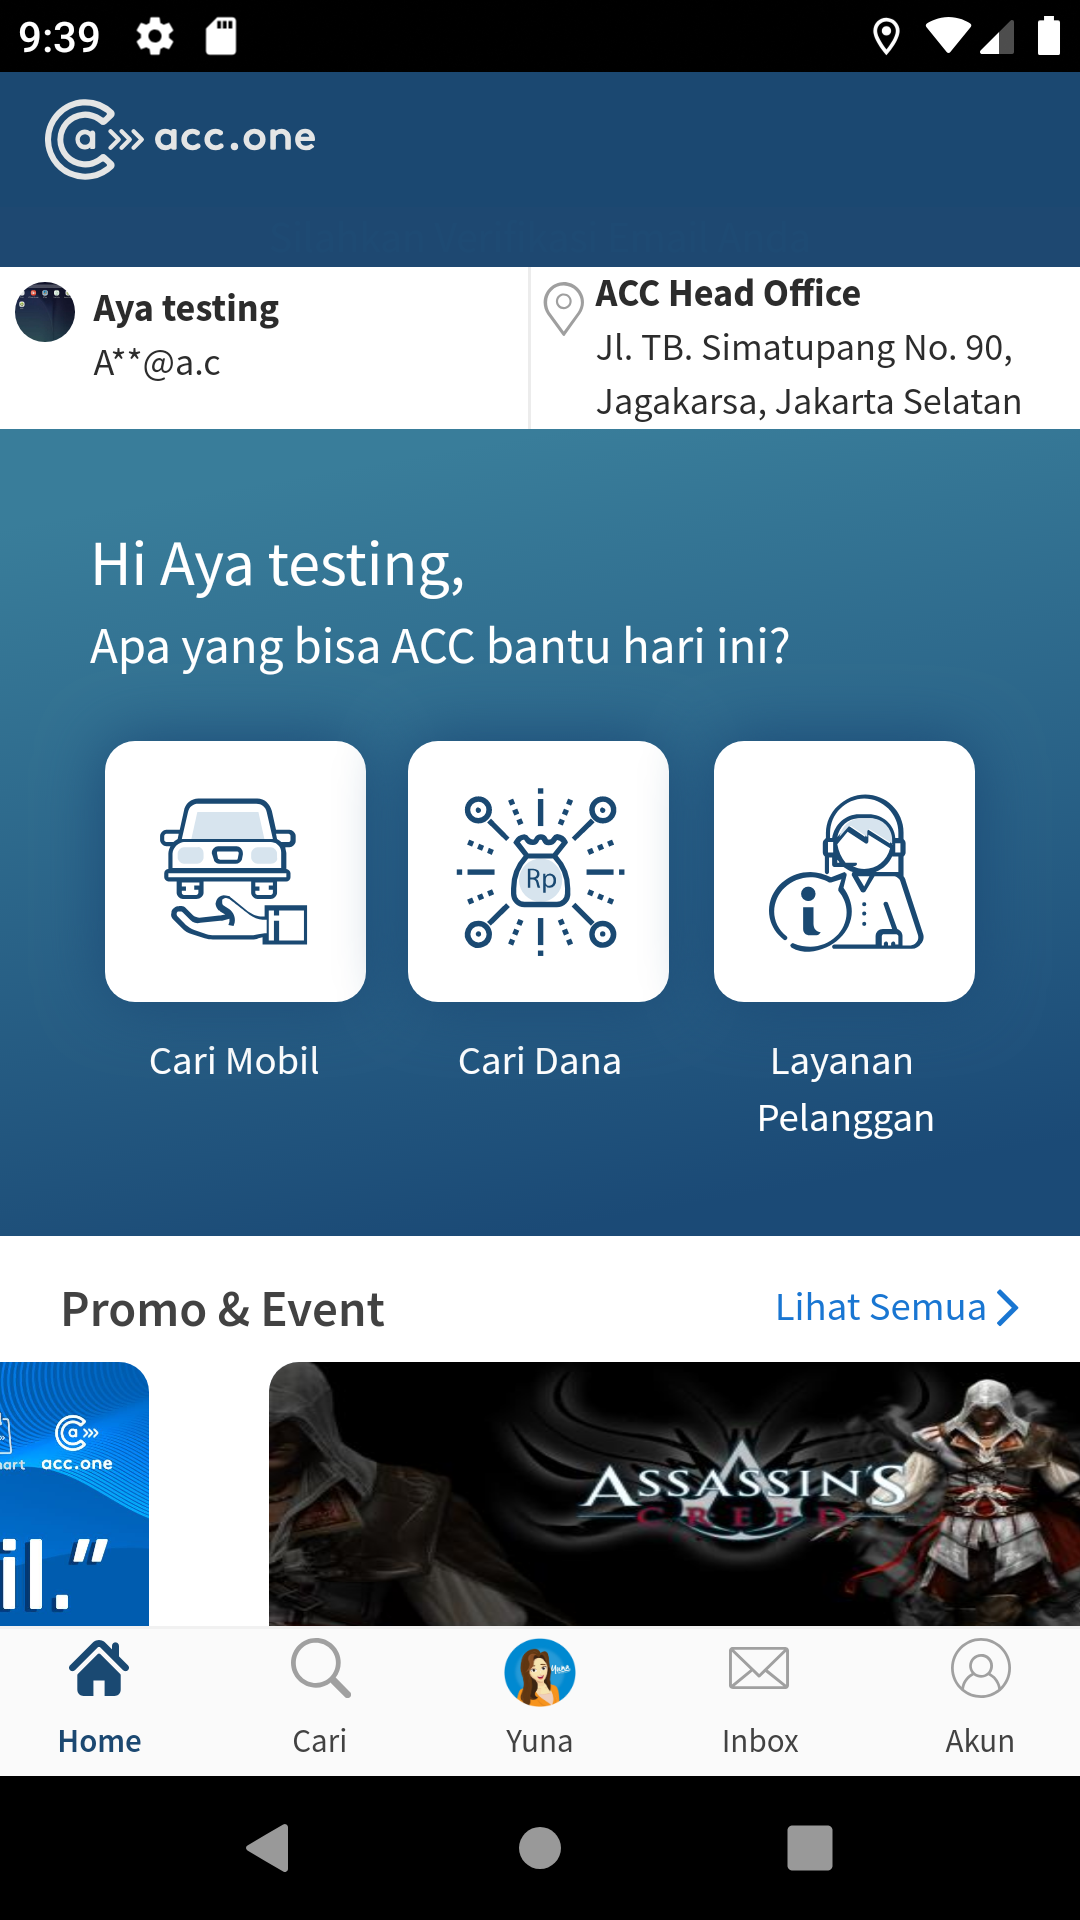 9:39
acc.one
Silahkan Verifikasi Email Anda
Aya testing
A**@a.c
ACC Head Office
Jl. TB. Simatupang No. 90,
Jagakarsa, Jakarta Selatan
Hi Aya testing,
Apa yang bisa ACC bantu hari ini?
Rp
Cari Mobil
Cari Dana
Layanan
Pelanggan
Promo & Event
Lihat Semua
acc.one
il.”
ASSASSIN'S
CREED
Yuna
Home
Cari
Yuna
Inbox
Akun